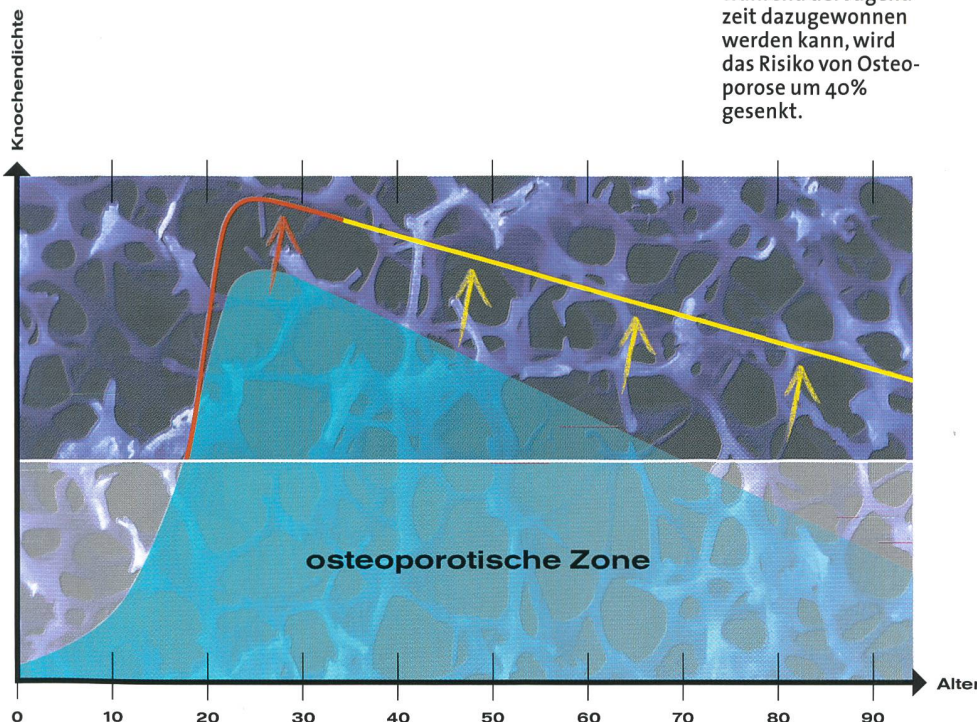 zeit dazugewonnen
werden kann, wird
das Risiko von Osteo-
porose um 40%
gesenkt.
Knochendichte
osteoporotische Zone
Alter
0 10 20 30 40 50 60 70 80 90